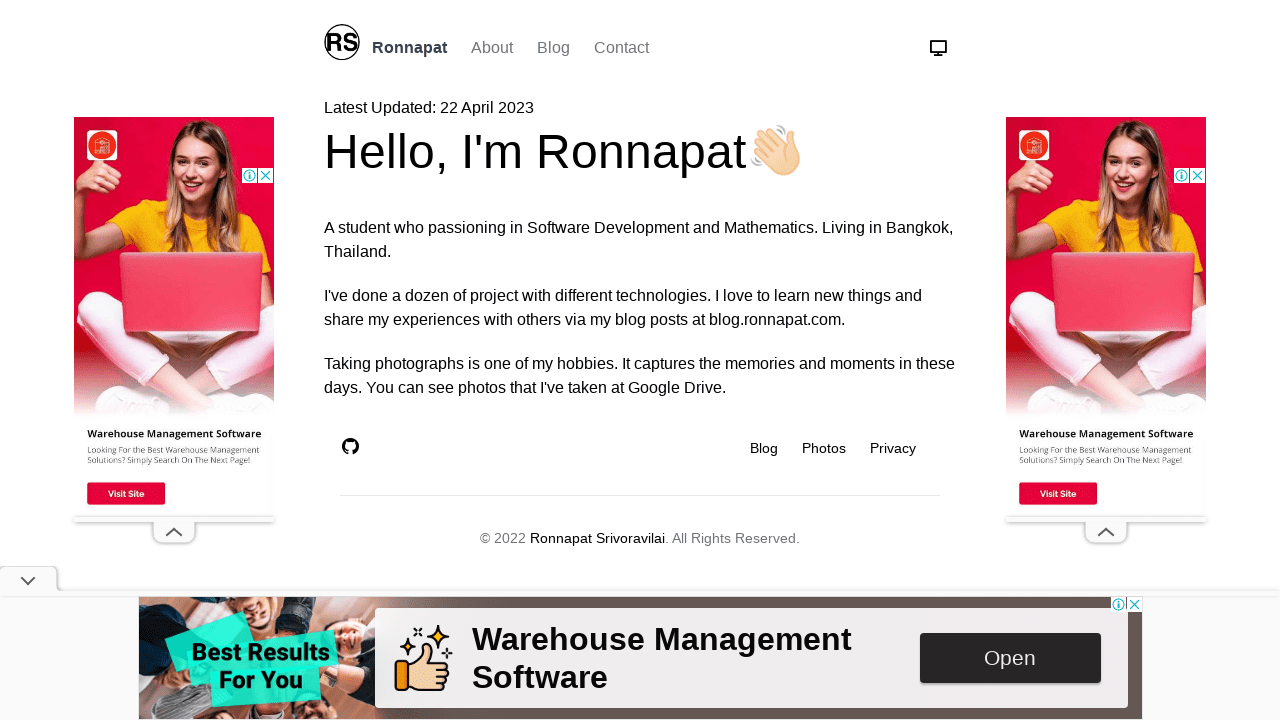 RS
Ronnapat
About
Blog
Contact
Latest Updated: 22 April 2023
Hello, I'm Ronnapat
A student who passioning in Software Development and Mathematics. Living in Bangkok,
Thailand.
I've done a dozen of project with different technologies. I love to learn new things and
share my experiences with others via my blog posts at blog.ronnapat.com.
Taking photographs is one of my hobbies. It captures the memories and moments in these
days. You can see photos that I've taken at Google Drive.
Blog
Photos
Privacy
© 2022 Ronnapat Srivoravilai. All Rights Reserved.
Warehouse Management Software
Looking For the Best Warehouse Management
Solutions? Simply Search On The Next Page!
Visit Site
Warehouse Management Software
Looking For the Best Warehouse Management
Solutions? Simply Search On The Next Page!
Visit Site
Best Results
For You
Warehouse Management
Software
Open